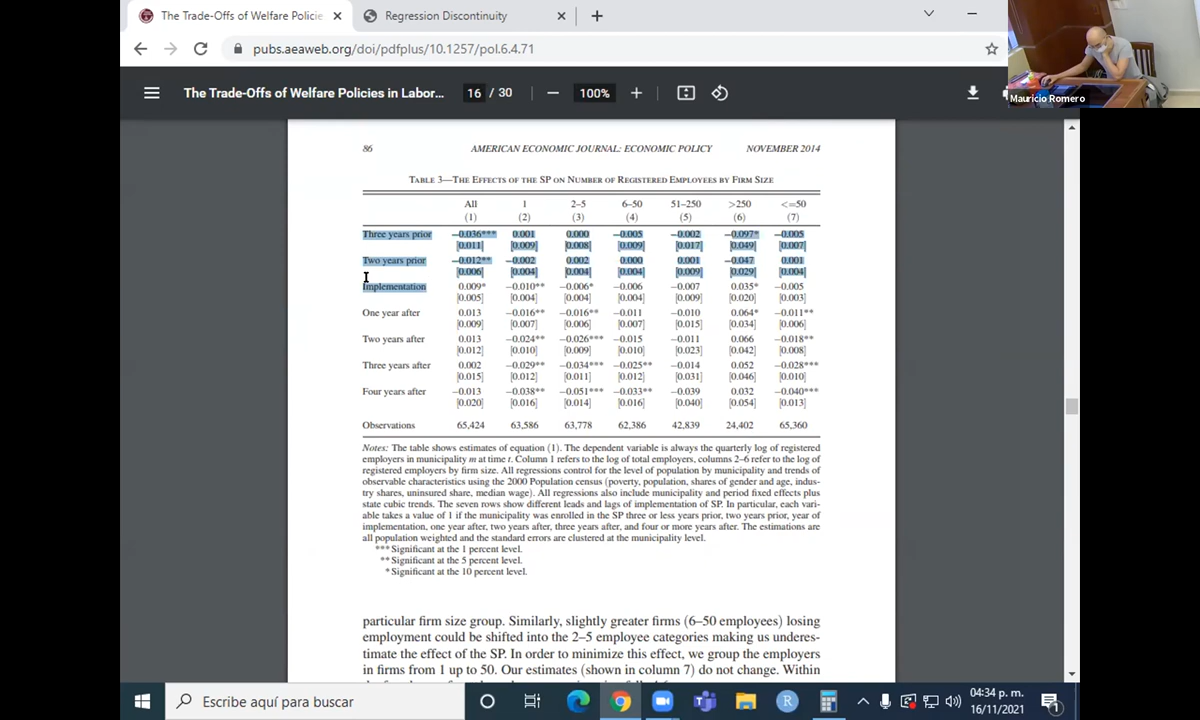 The Trade-Offs of Welfare Policie
Regression Discontinuity
pubs.aeaweb.org/doi/pdfplus/10.1257/pol.6.4.71
The Trade-Offs of Welfare Policies in Labor...
16 / 30
100%
Mauricio Romero
86 AMERICAN ECONOMIC JOURNAL: ECONOMIC POLICY NOVEMBER 2014
Table 3—The Effects of the SP on Number of Registered Employees by Firm Size
All 1 2–5 6–50 51–250 >250 <=50
(1) (2) (3) (4) (5) (6) (7)
Three years prior −0.036*** 0.001 0.000 −0.005 −0.002 −0.097* −0.005
[0.011] [0.009] [0.008] [0.009] [0.017] [0.049] [0.007]
Two years prior −0.012** −0.002 0.002 0.000 0.001 −0.047 0.001
[0.006] [0.004] [0.004] [0.004] [0.009] [0.029] [0.004]
Implementation 0.009* −0.010** −0.006* −0.006 −0.007 0.035* −0.005
[0.005] [0.004] [0.004] [0.004] [0.009] [0.020] [0.003]
One year after 0.013 −0.016** −0.016** −0.011 −0.010 0.064* −0.011**
[0.009] [0.007] [0.006] [0.007] [0.015] [0.034] [0.006]
Two years after 0.013 −0.024** −0.026*** −0.015 −0.011 0.066 −0.018**
[0.012] [0.010] [0.009] [0.010] [0.023] [0.042] [0.008]
Three years after 0.002 −0.029** −0.034*** −0.025** −0.014 0.052 −0.028***
[0.015] [0.012] [0.011] [0.012] [0.031] [0.046] [0.010]
Four years after −0.013 −0.038** −0.051*** −0.033** −0.039 0.032 −0.040***
[0.020] [0.016] [0.014] [0.016] [0.040] [0.054] [0.013]
Observations 65,424 63,586 63,778 62,386 42,839 24,402 65,360
Notes: The table shows estimates of equation (1). The dependent variable is always the quarterly log of registered
employers in municipality m at time t. Column 1 refers to the log of total employers, columns 2–6 refer to the log of
registered employers by firm size. All regressions control for the level of population by municipality and trends of
observable characteristics using the 2000 Population census (poverty, population, shares of gender and age, indus-
try shares, uninsured share, median wage). All regressions also include municipality and period fixed effects plus
state cubic trends. The seven rows show different leads and lags of implementation of SP. In particular, each vari-
able takes a value of 1 if the municipality was enrolled in the SP three or less years prior, two years prior, year of
implementation, one year after, two years after, three years after, and four or more years after. The estimations are
all population weighted and the standard errors are clustered at the municipality level.
*** Significant at the 1 percent level.
** Significant at the 5 percent level.
* Significant at the 10 percent level.
particular firm size group. Similarly, slightly greater firms (6–50 employees) losing
employment could be shifted into the 2–5 employee categories making us underes-
timate the effect of the SP. In order to minimize this effect, we group the employers
in firms from 1 up to 50. Our estimates (shown in column 7) do not change. Within
Escribe aquí para buscar
04:34 p. m.
16/11/2021
1